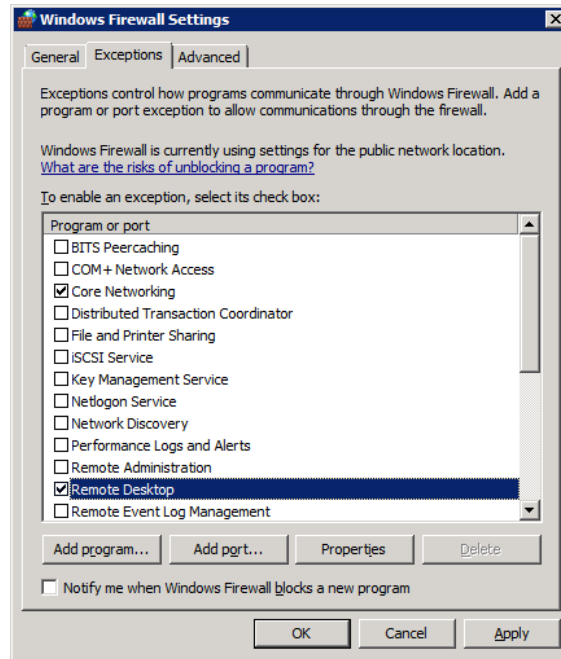 Windows Firewall Settings
General Exceptions Advanced
Exceptions control how programs communicate through Windows Firewall. Add a
program or port exception to allow communications through the firewall.
Windows Firewall is currently using settings for the public network location.
What are the risks of unblocking a program?
To enable an exception, select its check box:
Program or port
BITS Peercaching
COM+ Network Access
Core Networking
Distributed Transaction Coordinator
File and Printer Sharing
iSCSI Service
Key Management Service
Netlogon Service
Network Discovery
Performance Logs and Alerts
Remote Administration
Remote Desktop
Remote Event Log Management
Add program... Add port... Properties Delete
Notify me when Windows Firewall blocks a new program
OK Cancel Apply